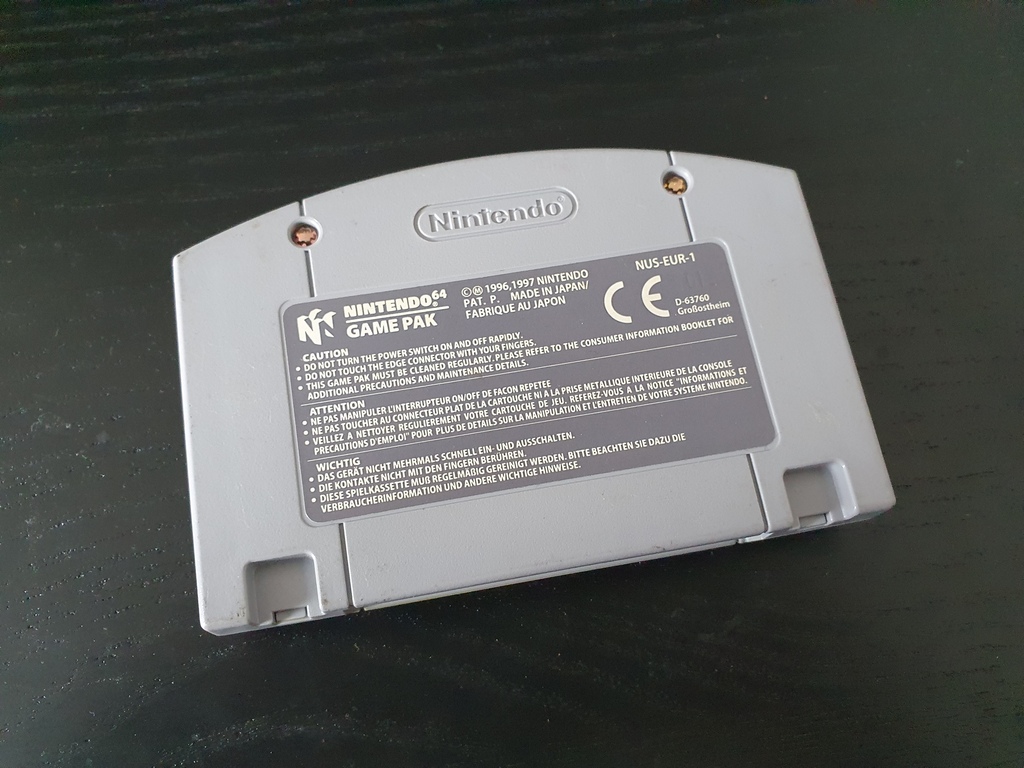 Nintendo®
NINTENDO64
GAME PAK
©Ⓜ 1996,1997 NINTENDO
PAT. P. MADE IN JAPAN/
FABRIQUE AU JAPON
NUS-EUR-1
CE
D-63760
Großostheim
CAUTION
• DO NOT TURN THE POWER SWITCH ON AND OFF RAPIDLY.
• DO NOT TOUCH THE EDGE CONNECTOR WITH YOUR FINGERS.
• THIS GAME PAK MUST BE CLEANED REGULARLY. PLEASE REFER TO THE CONSUMER INFORMATION BOOKLET FOR
ADDITIONAL PRECAUTIONS AND MAINTENANCE DETAILS.
ATTENTION
• NE PAS MANIPULER L'INTERRUPTEUR ON/OFF DE FACON REPETEE
• NE PAS TOUCHER AU CONNECTEUR PLAT DE LA CARTOUCHE NI À LA PRISE METALLIQUE INTERIEURE DE LA CONSOLE
• VEILLEZ À NETTOYER REGULIEREMENT VOTRE CARTOUCHE DE JEU. REFEREZ-VOUS A LA NOTICE "INFORMATIONS ET
PRECAUTIONS D'EMPLOI" POUR PLUS DE DETAILS SUR LA MANIPULATION ET L'ENTRETIEN DE VOTRE SYSTEME NINTENDO.
WICHTIG
• DAS GERÄT NICHT MEHRMALS SCHNELL EIN- UND AUSSCHALTEN.
• DIE KONTAKTE NICHT MIT DEN FINGERN BERÜHREN.
• DIESE SPIELKASSETTE MUß REGELMÄßIG GEREINIGT WERDEN. BITTE BEACHTEN SIE DAZU DIE
VERBRAUCHERINFORMATION UND ANDERE WICHTIGE HINWEISE.